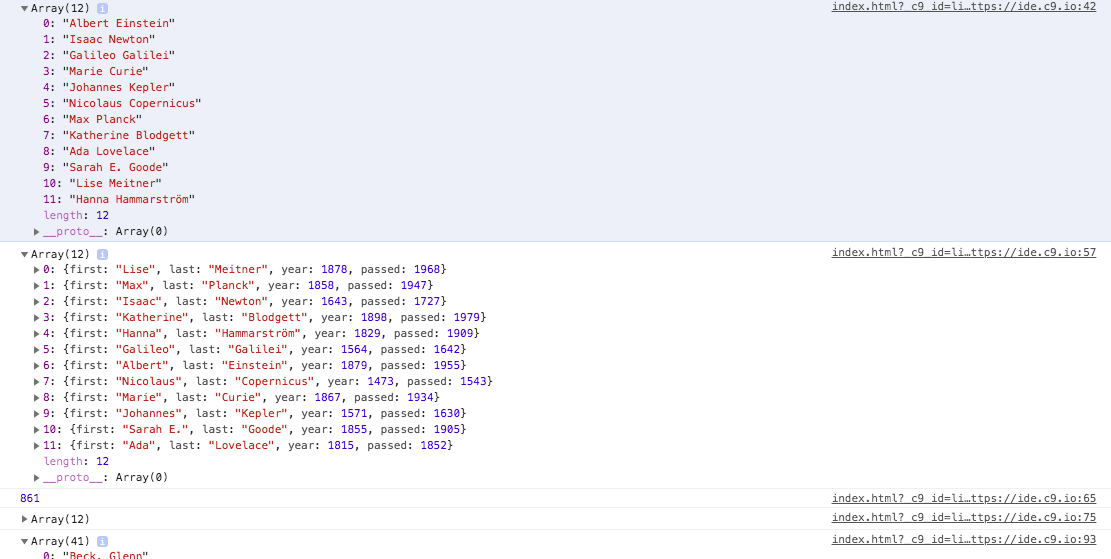 Array(12) i index.html?_c9_id=li…ttps://ide.c9.io:42
0: "Albert Einstein"
1: "Isaac Newton"
2: "Galileo Galilei"
3: "Marie Curie"
4: "Johannes Kepler"
5: "Nicolaus Copernicus"
6: "Max Planck"
7: "Katherine Blodgett"
8: "Ada Lovelace"
9: "Sarah E. Goode"
10: "Lise Meitner"
11: "Hanna Hammarström"
length: 12
__proto__: Array(0)
Array(12) i index.html?_c9_id=li…ttps://ide.c9.io:57
0: {first: "Lise", last: "Meitner", year: 1878, passed: 1968}
1: {first: "Max", last: "Planck", year: 1858, passed: 1947}
2: {first: "Isaac", last: "Newton", year: 1643, passed: 1727}
3: {first: "Katherine", last: "Blodgett", year: 1898, passed: 1979}
4: {first: "Hanna", last: "Hammarström", year: 1829, passed: 1909}
5: {first: "Galileo", last: "Galilei", year: 1564, passed: 1642}
6: {first: "Albert", last: "Einstein", year: 1879, passed: 1955}
7: {first: "Nicolaus", last: "Copernicus", year: 1473, passed: 1543}
8: {first: "Marie", last: "Curie", year: 1867, passed: 1934}
9: {first: "Johannes", last: "Kepler", year: 1571, passed: 1630}
10: {first: "Sarah E.", last: "Goode", year: 1855, passed: 1905}
11: {first: "Ada", last: "Lovelace", year: 1815, passed: 1852}
length: 12
__proto__: Array(0)
861 index.html?_c9_id=li…ttps://ide.c9.io:65
Array(12) index.html?_c9_id=li…ttps://ide.c9.io:75
Array(41) i index.html?_c9_id=li…ttps://ide.c9.io:93
0: "Beck, Glenn"